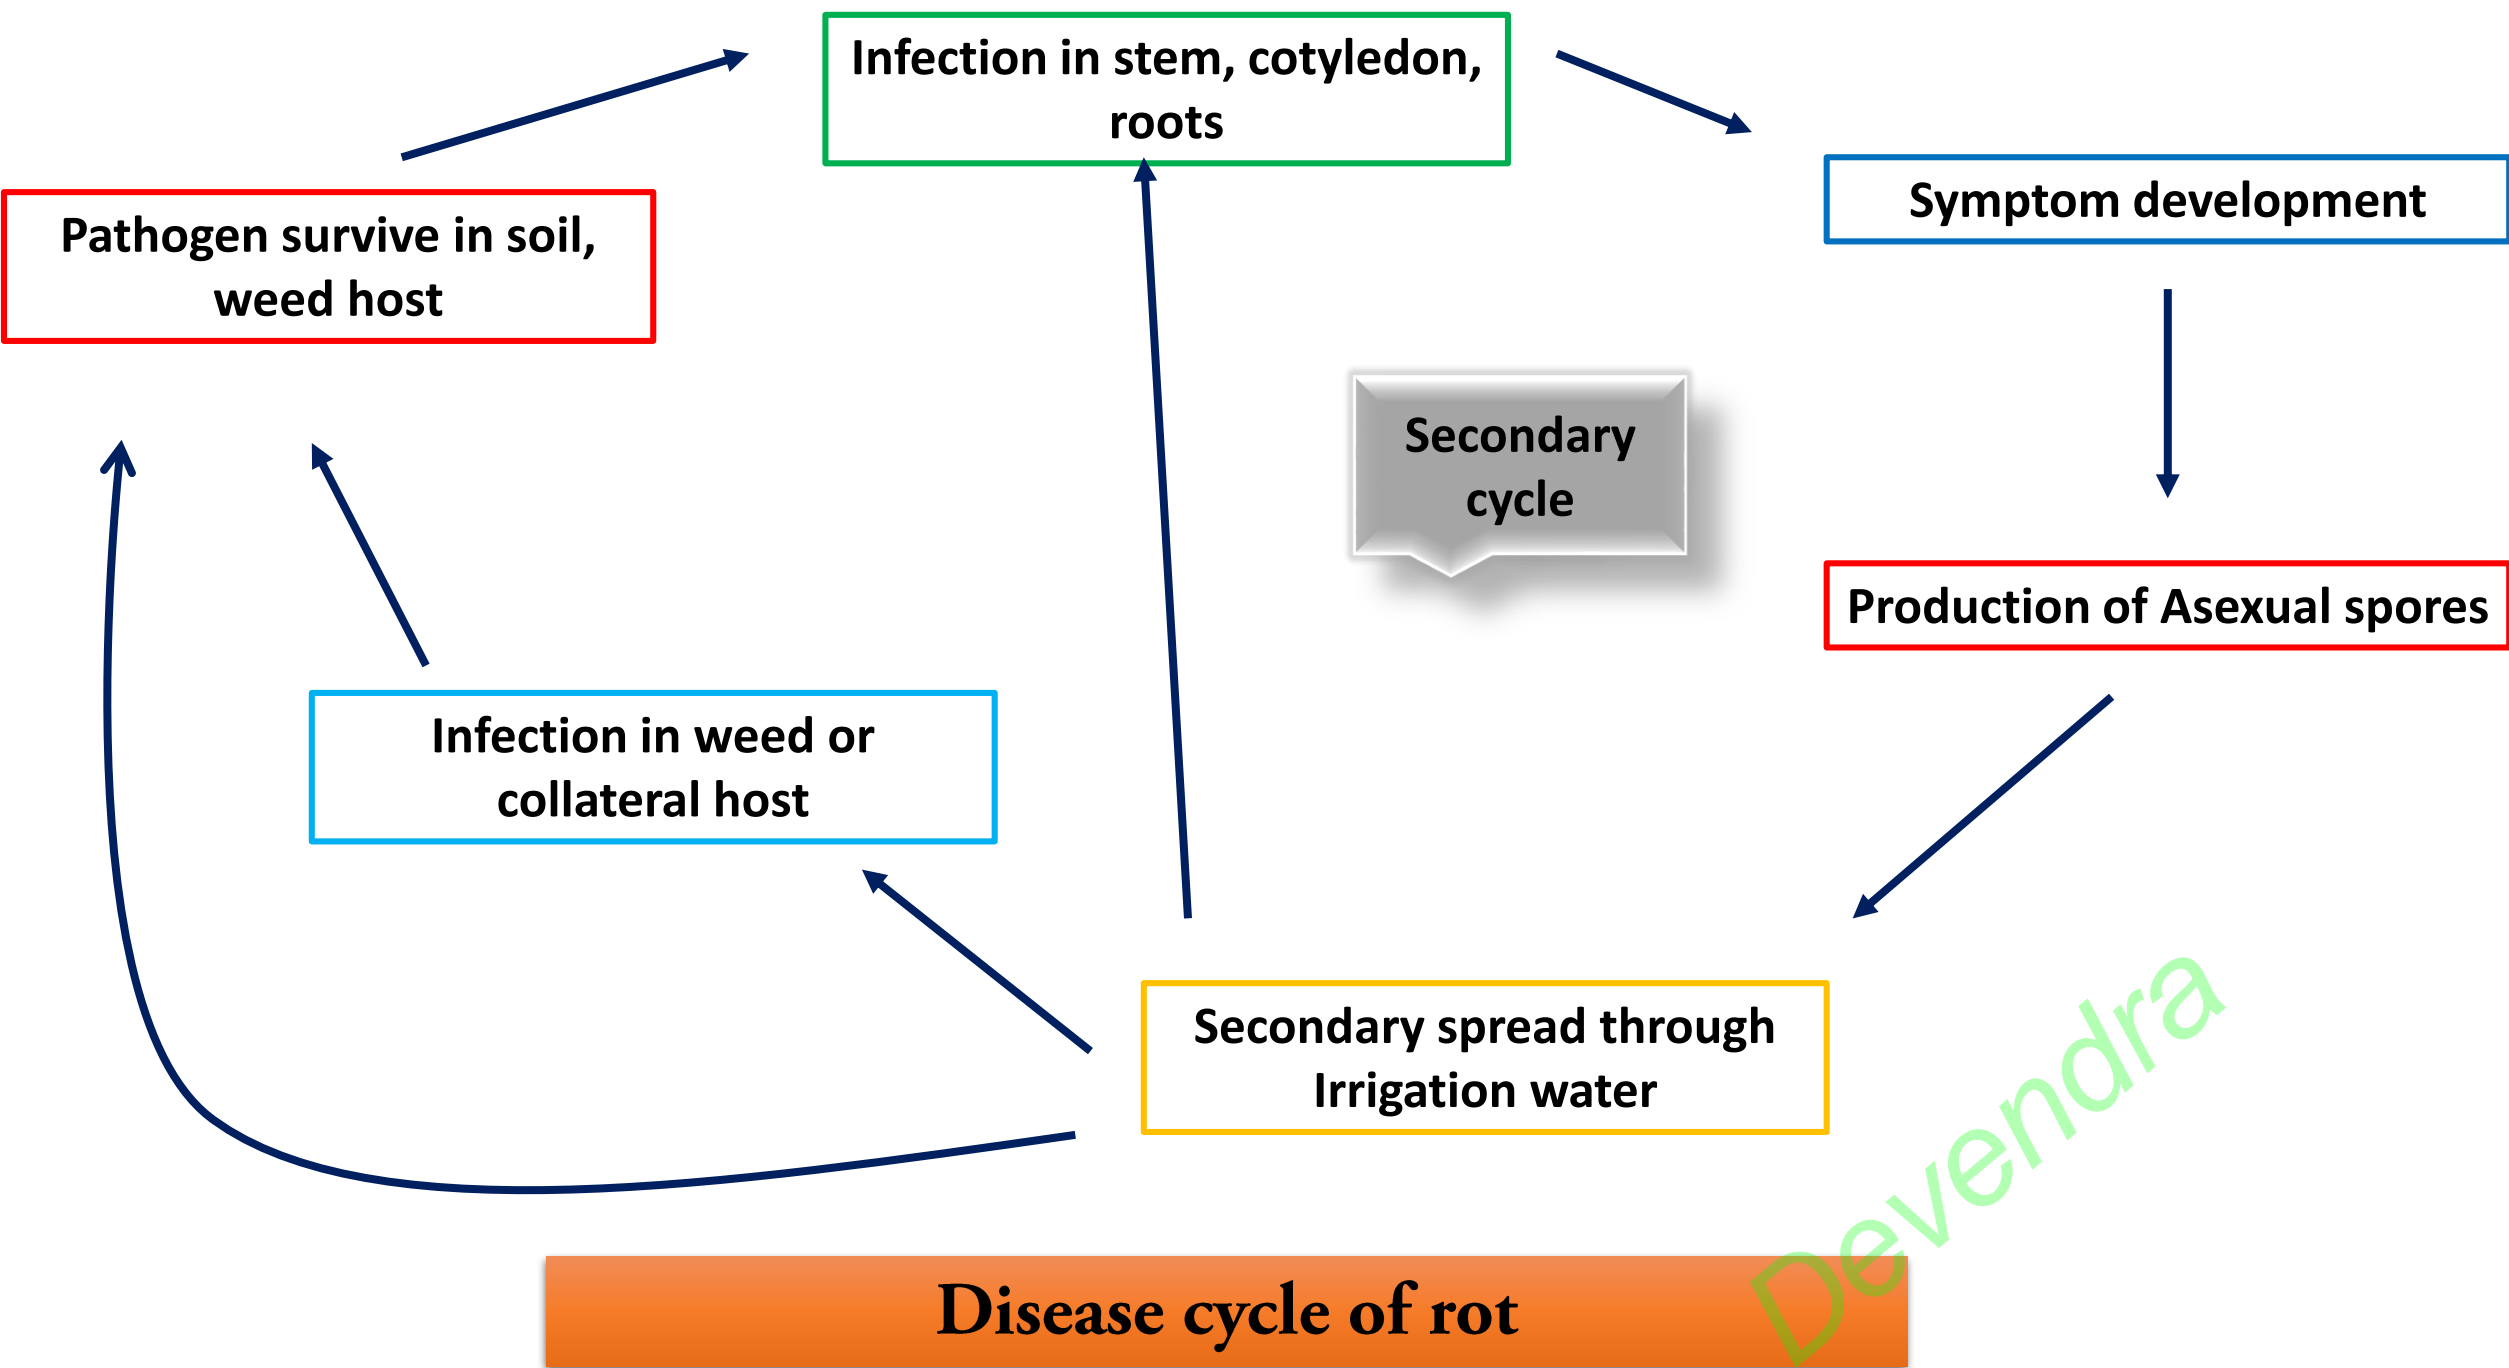 Infection in stem, cotyledon,
roots
Symptom development
Pathogen survive in soil,
weed host
Secondary
cycle
Production of Asexual spores
Infection in weed or
collateral host
Secondary spread through
Irrigation water
Devendra
Disease cycle of rot